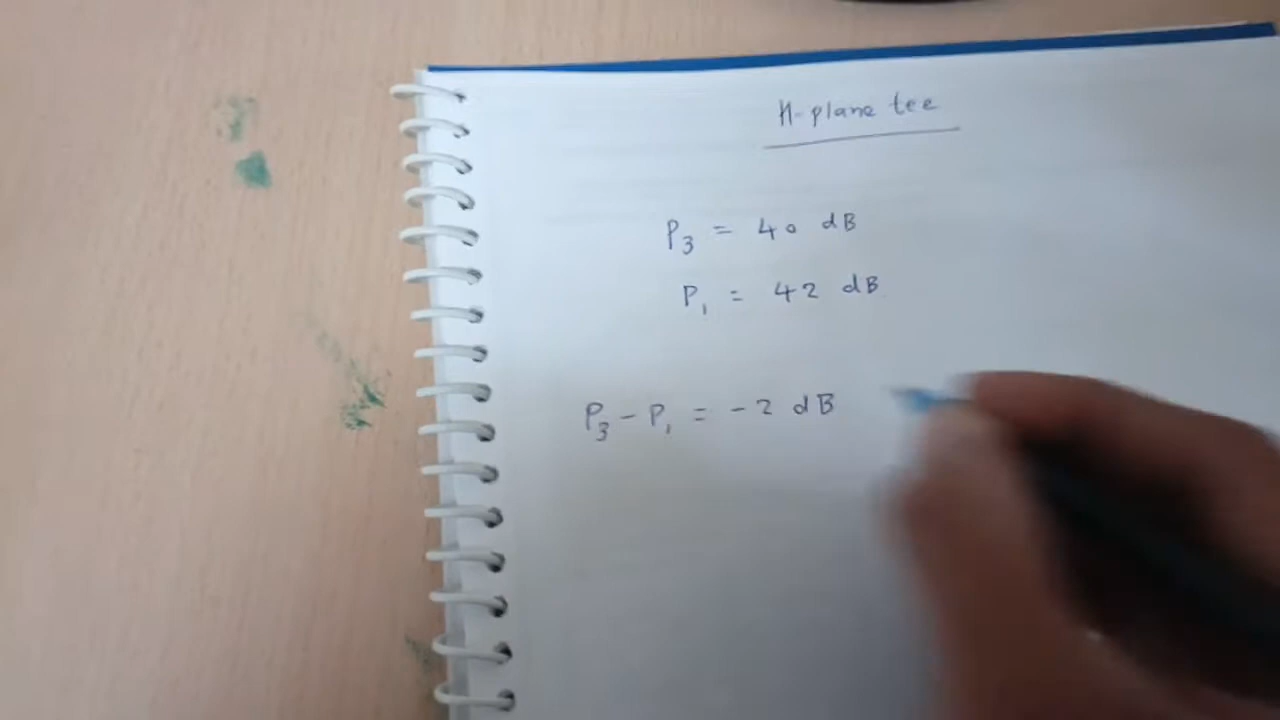 H-plane tee
P₃ = 40 dB
P₁ = 42 dB
P₃ - P₁ = -2 dB